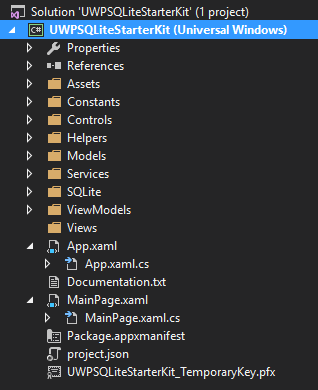 Solution 'UWPSQLiteStarterKit' (1 project)
C# UWPSQLiteStarterKit (Universal Windows)
Properties
References
Assets
Constants
Controls
Helpers
Models
Services
SQLite
ViewModels
Views
App.xaml
App.xaml.cs
Documentation.txt
MainPage.xaml
MainPage.xaml.cs
Package.appxmanifest
project.json
UWPSQLiteStarterKit_TemporaryKey.pfx